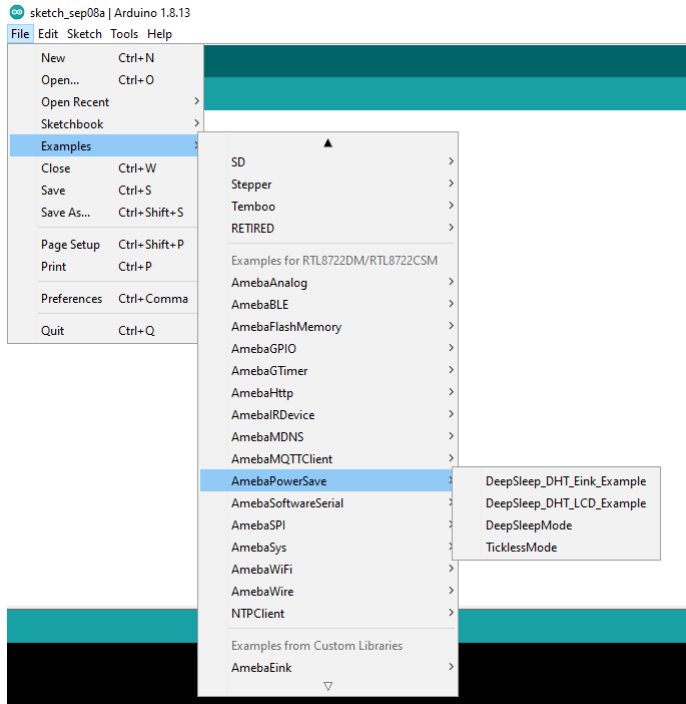 sketch_sep08a | Arduino 1.8.13
File Edit Sketch Tools Help
New Ctrl+N
Open... Ctrl+O
Open Recent
Sketchbook
Examples
Close Ctrl+W
Save Ctrl+S
Save As... Ctrl+Shift+S
Page Setup Ctrl+Shift+P
Print Ctrl+P
Preferences Ctrl+Comma
Quit Ctrl+Q
SD
Stepper
Temboo
RETIRED
Examples for RTL8722DM/RTL8722CSM
AmebaAnalog
AmebaBLE
AmebaFlashMemory
AmebaGPIO
AmebaGTimer
AmebaHttp
AmebaIRDevice
AmebaMDNS
AmebaMQTTClient
AmebaPowerSave
AmebaSoftwareSerial
AmebaSPI
AmebaSys
AmebaWiFi
AmebaWire
NTPClient
Examples from Custom Libraries
AmebaEink
DeepSleep_DHT_Eink_Example
DeepSleep_DHT_LCD_Example
DeepSleepMode
TicklessMode